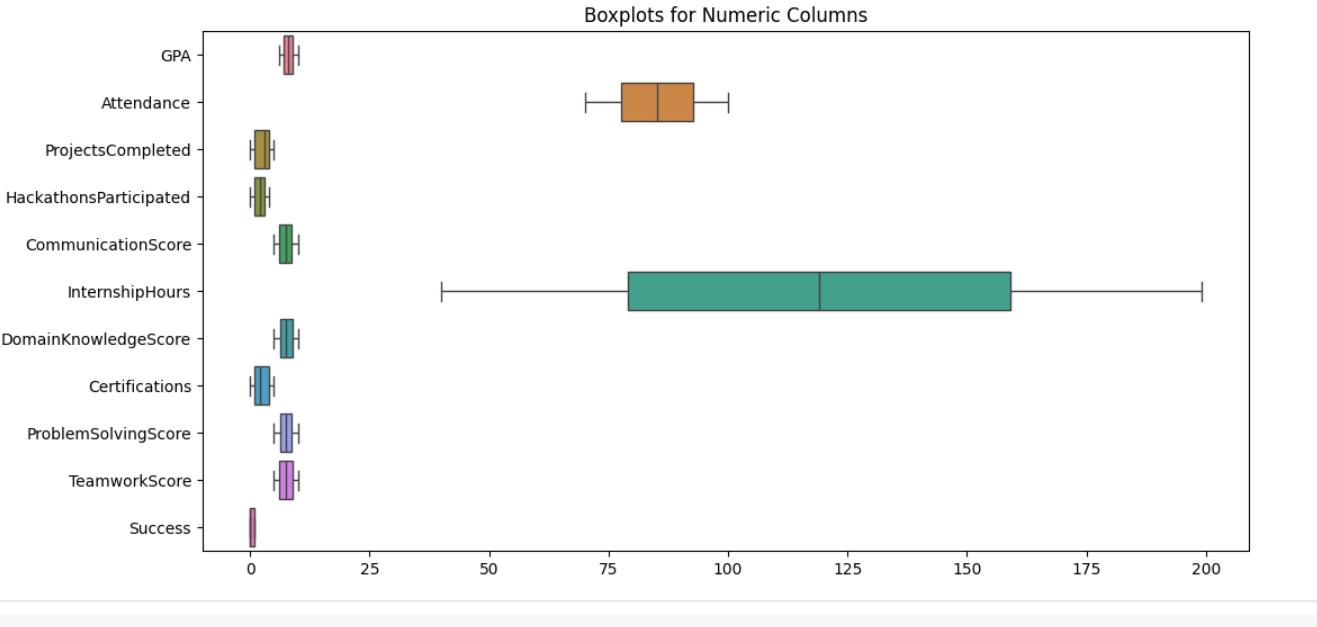 Boxplots for Numeric Columns
GPA
Attendance
ProjectsCompleted
HackathonsParticipated
CommunicationScore
InternshipHours
DomainKnowledgeScore
Certifications
ProblemSolvingScore
TeamworkScore
Success
0 25 50 75 100 125 150 175 200